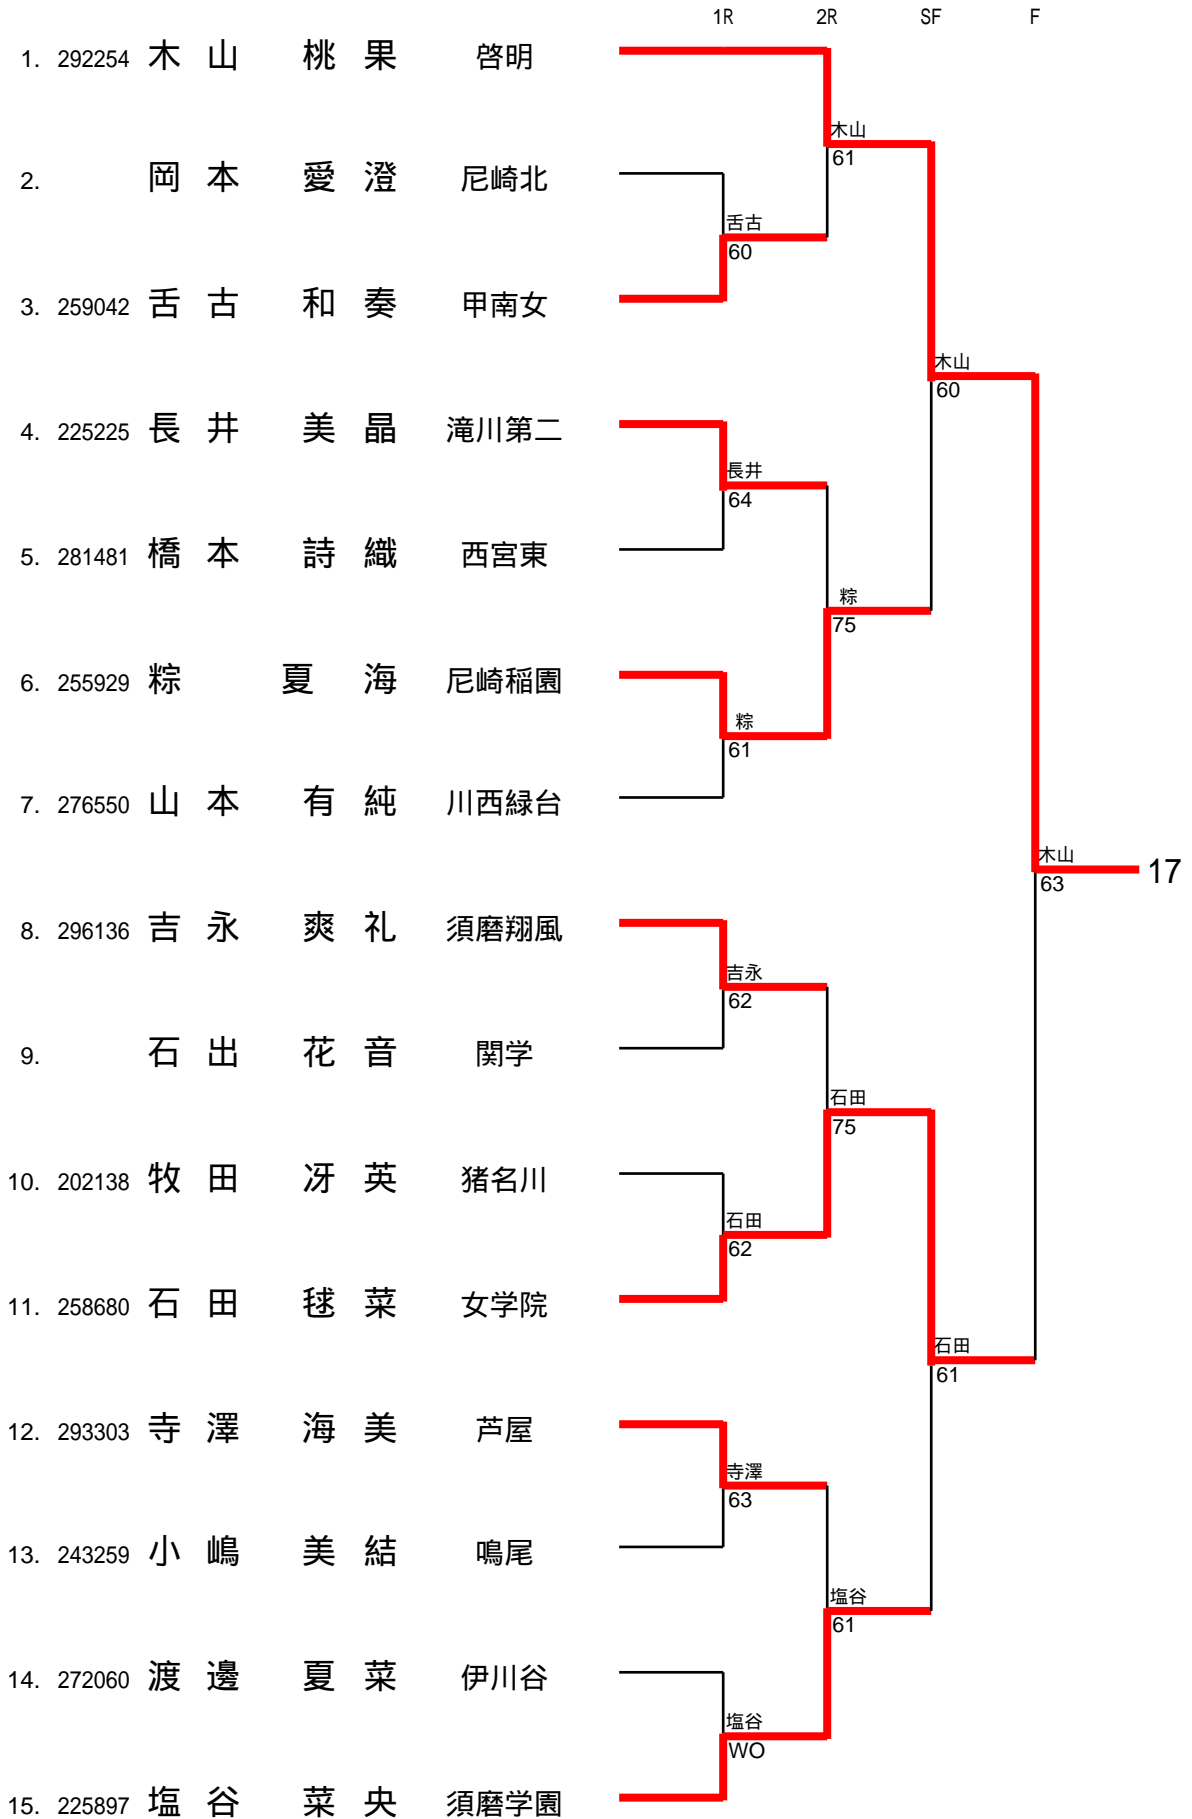 1R 2R SF F
1. 292254 木山 桃果 啓明
木山
61
2. 岡本 愛澄 尼崎北
舌古
60
3. 259042 舌古 和奏 甲南女
木山
60
4. 225225 長井 美晶 滝川第二
長井
64
5. 281481 橋本 詩織 西宮東
粽
75
6. 255929 粽 夏海 尼崎稲園
粽
61
7. 276550 山本 有純 川西緑台
木山
63 17
8. 296136 吉永 爽礼 須磨翔風
吉永
62
9. 石出 花音 関学
石田
75
10. 202138 牧田 冴英 猪名川
石田
62
11. 258680 石田 毬菜 女学院
石田
61
12. 293303 寺澤 海美 芦屋
寺澤
63
13. 243259 小嶋 美結 鳴尾
塩谷
61
14. 272060 渡邊 夏菜 伊川谷
塩谷
WO
15. 225897 塩谷 菜央 須磨学園